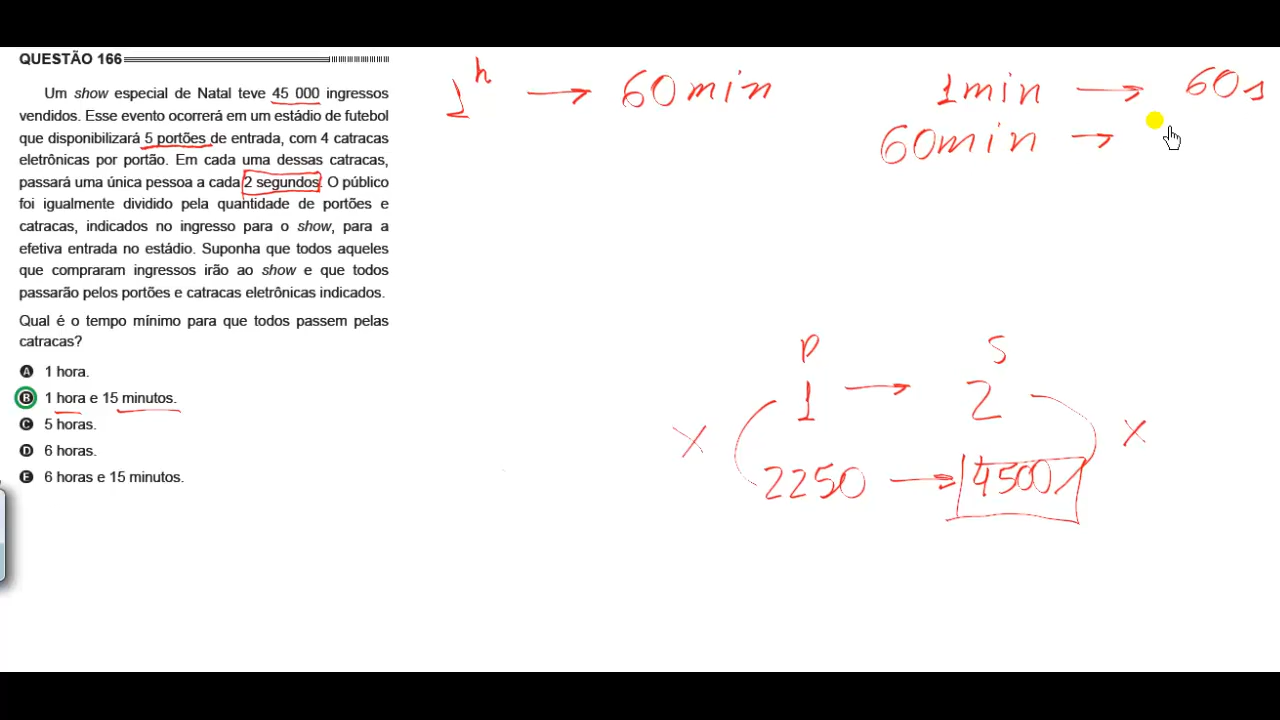 QUESTÃO 166
Um show especial de Natal teve 45 000 ingressos
vendidos. Esse evento ocorrerá em um estádio de futebol
que disponibilizará 5 portões de entrada, com 4 catracas
eletrônicas por portão. Em cada uma dessas catracas,
passará uma única pessoa a cada 2 segundos. O público
foi igualmente dividido pela quantidade de portões e
catracas, indicados no ingresso para o show, para a
efetiva entrada no estádio. Suponha que todos aqueles
que compraram ingressos irão ao show e que todos
passarão pelos portões e catracas eletrônicas indicados.
Qual é o tempo mínimo para que todos passem pelas
catracas?
A 1 hora.
B 1 hora e 15 minutos.
C 5 horas.
D 6 horas.
E 6 horas e 15 minutos.
1h → 60min
1min → 60s
60min →
P S
1 → 2
x x
2250 → 4500s